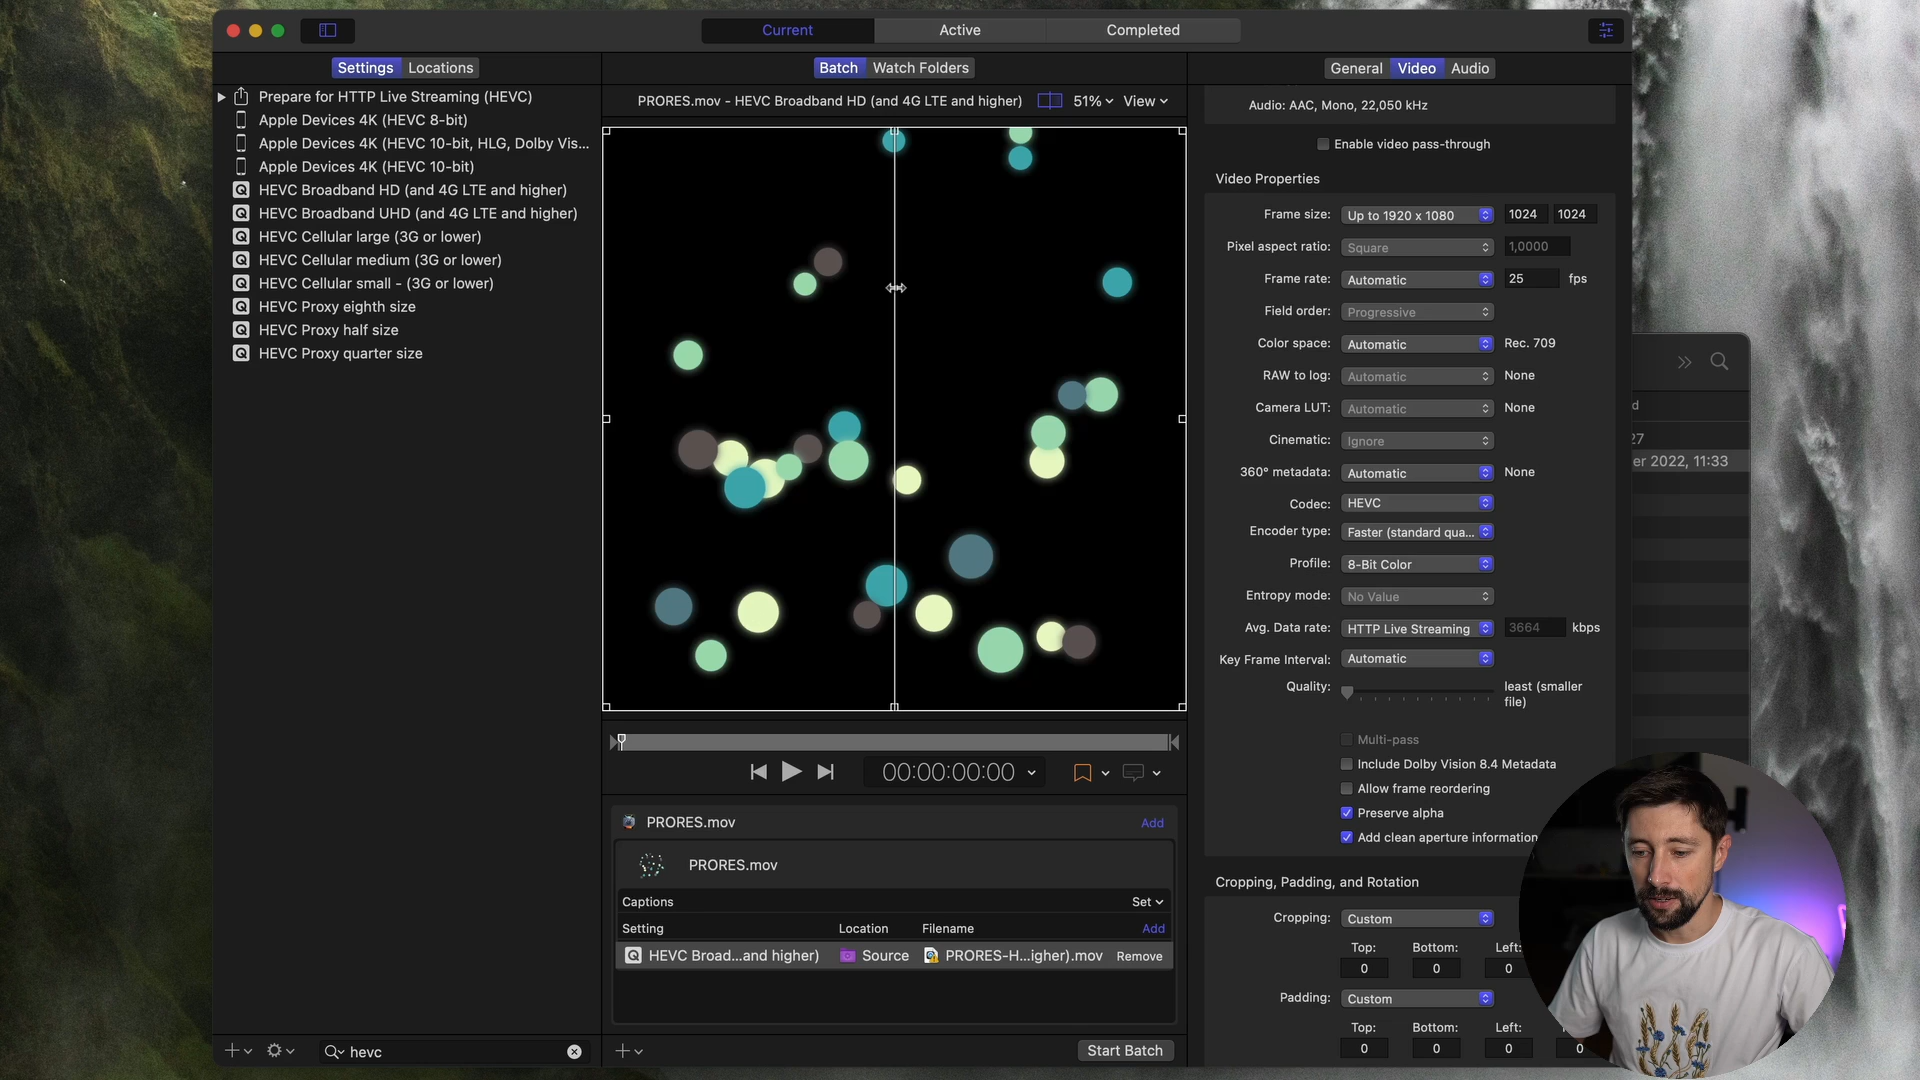 Current
Active
Completed
Settings
Locations
Batch
Watch Folders
General
Video
Audio
Prepare for HTTP Live Streaming (HEVC)
Apple Devices 4K (HEVC 8-bit)
Apple Devices 4K (HEVC 10-bit, HLG, Dolby Vis...
Apple Devices 4K (HEVC 10-bit)
HEVC Broadband HD (and 4G LTE and higher)
HEVC Broadband UHD (and 4G LTE and higher)
HEVC Cellular large (3G or lower)
HEVC Cellular medium (3G or lower)
HEVC Cellular small - (3G or lower)
HEVC Proxy eighth size
HEVC Proxy half size
HEVC Proxy quarter size
hevc
PRORES.mov - HEVC Broadband HD (and 4G LTE and higher)
51%
View
00:00:00:00
PRORES.mov
Add
PRORES.mov
Captions
Set
Setting
Location
Filename
Add
HEVC Broad...and higher)
Source
PRORES-H...igher).mov
Remove
Start Batch
Audio: AAC, Mono, 22,050 kHz
Enable video pass-through
Video Properties
Frame size:
Up to 1920 x 1080
1024
1024
Pixel aspect ratio:
Square
1,0000
Frame rate:
Automatic
25
fps
Field order:
Progressive
Color space:
Automatic
Rec. 709
RAW to log:
Automatic
None
Camera LUT:
Automatic
None
Cinematic:
Ignore
360° metadata:
Automatic
None
Codec:
HEVC
Encoder type:
Faster (standard qua...
Profile:
8-Bit Color
Entropy mode:
No Value
Avg. Data rate:
HTTP Live Streaming
3664
kbps
Key Frame Interval:
Automatic
Quality:
least (smaller
file)
Multi-pass
Include Dolby Vision 8.4 Metadata
Allow frame reordering
Preserve alpha
Add clean aperture information
Cropping, Padding, and Rotation
Cropping:
Custom
Top:
Bottom:
Left:
0
0
0
Padding:
Custom
Top:
Bottom:
Left:
0
0
0
0
d
27
er 2022, 11:33